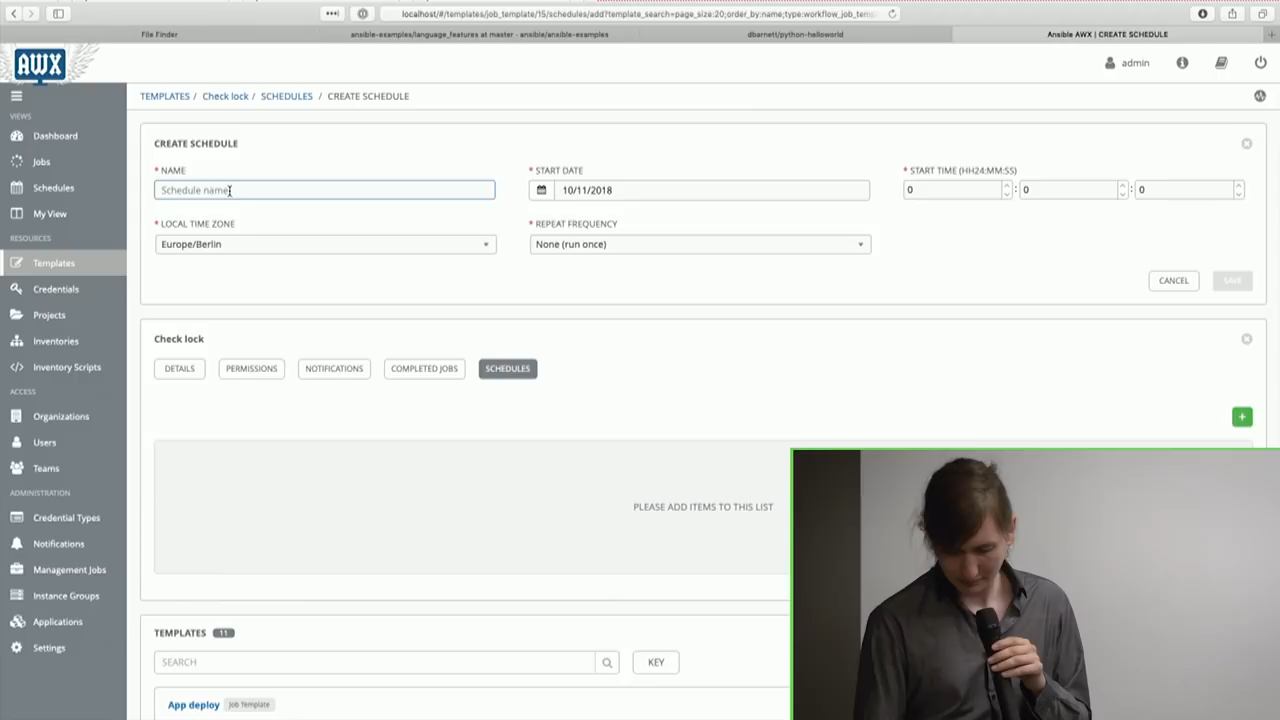 localhost/#/templates/job_template/15/schedules/add?template_search=page_size:20;order_by:name;type:workflow_job_temp
File Finder
ansible-examples/language_features at master - ansible/ansible-examples
dbarnett/python-helloworld
Ansible AWX | CREATE SCHEDULE
AWX
admin
TEMPLATES / Check lock / SCHEDULES / CREATE SCHEDULE
VIEWS
Dashboard
Jobs
Schedules
My View
RESOURCES
Templates
Credentials
Projects
Inventories
Inventory Scripts
ACCESS
Organizations
Users
Teams
ADMINISTRATION
Credential Types
Notifications
Management Jobs
Instance Groups
Applications
Settings
CREATE SCHEDULE
* NAME
Schedule name
* START DATE
10/11/2018
* START TIME (HH24:MM:SS)
0 : 0 : 0
* LOCAL TIME ZONE
Europe/Berlin
* REPEAT FREQUENCY
None (run once)
CANCEL
SAVE
Check lock
DETAILS
PERMISSIONS
NOTIFICATIONS
COMPLETED JOBS
SCHEDULES
PLEASE ADD ITEMS TO THIS LIST
TEMPLATES 11
SEARCH
KEY
App deploy Job Template